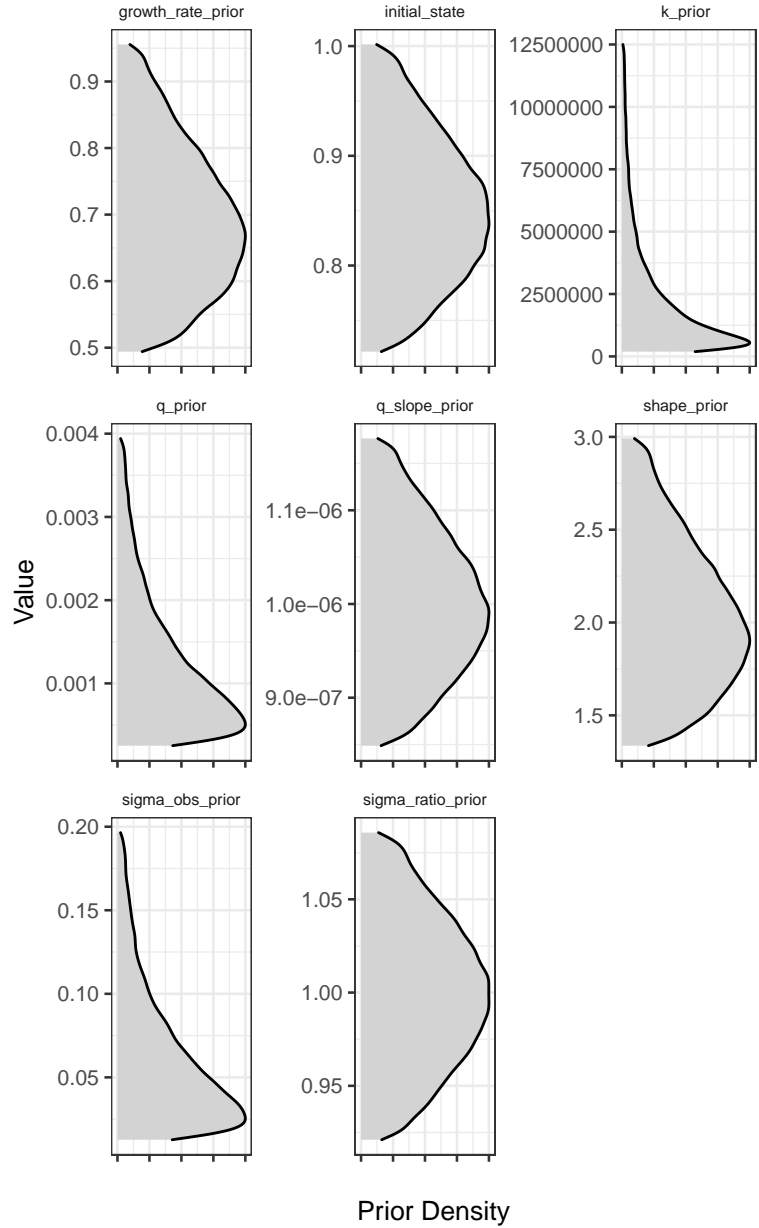 growth_rate_prior
initial_state
k_prior
0.9
0.8
0.7
0.6
0.5
1.0
0.9
0.8
12500000
10000000
7500000
5000000
2500000
0
q_prior
q_slope_prior
shape_prior
0.004
0.003
0.002
0.001
1.1e-06
1.0e-06
9.0e-07
3.0
2.5
2.0
1.5
Value
sigma_obs_prior
sigma_ratio_prior
0.20
0.15
0.10
0.05
1.05
1.00
0.95
Prior Density